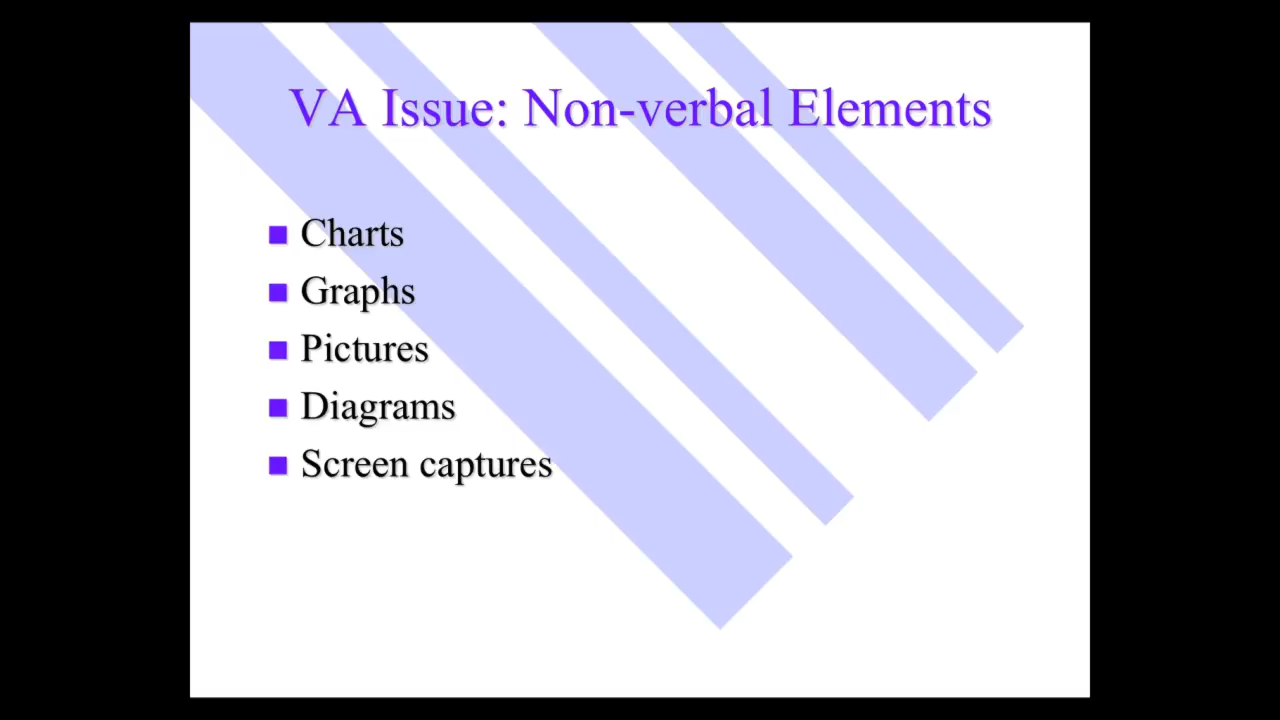 VA Issue: Non-verbal Elements
Charts
Graphs
Pictures
Diagrams
Screen captures